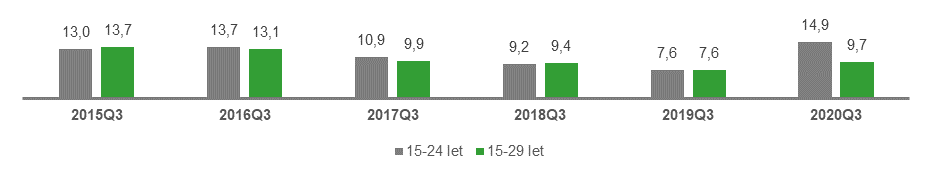 13,0 13,7 13,7 13,1 10,9 9,9 9,2 9,4 7,6 7,6 14,9 9,7
2015Q3 2016Q3 2017Q3 2018Q3 2019Q3 2020Q3
15-24 let 15-29 let